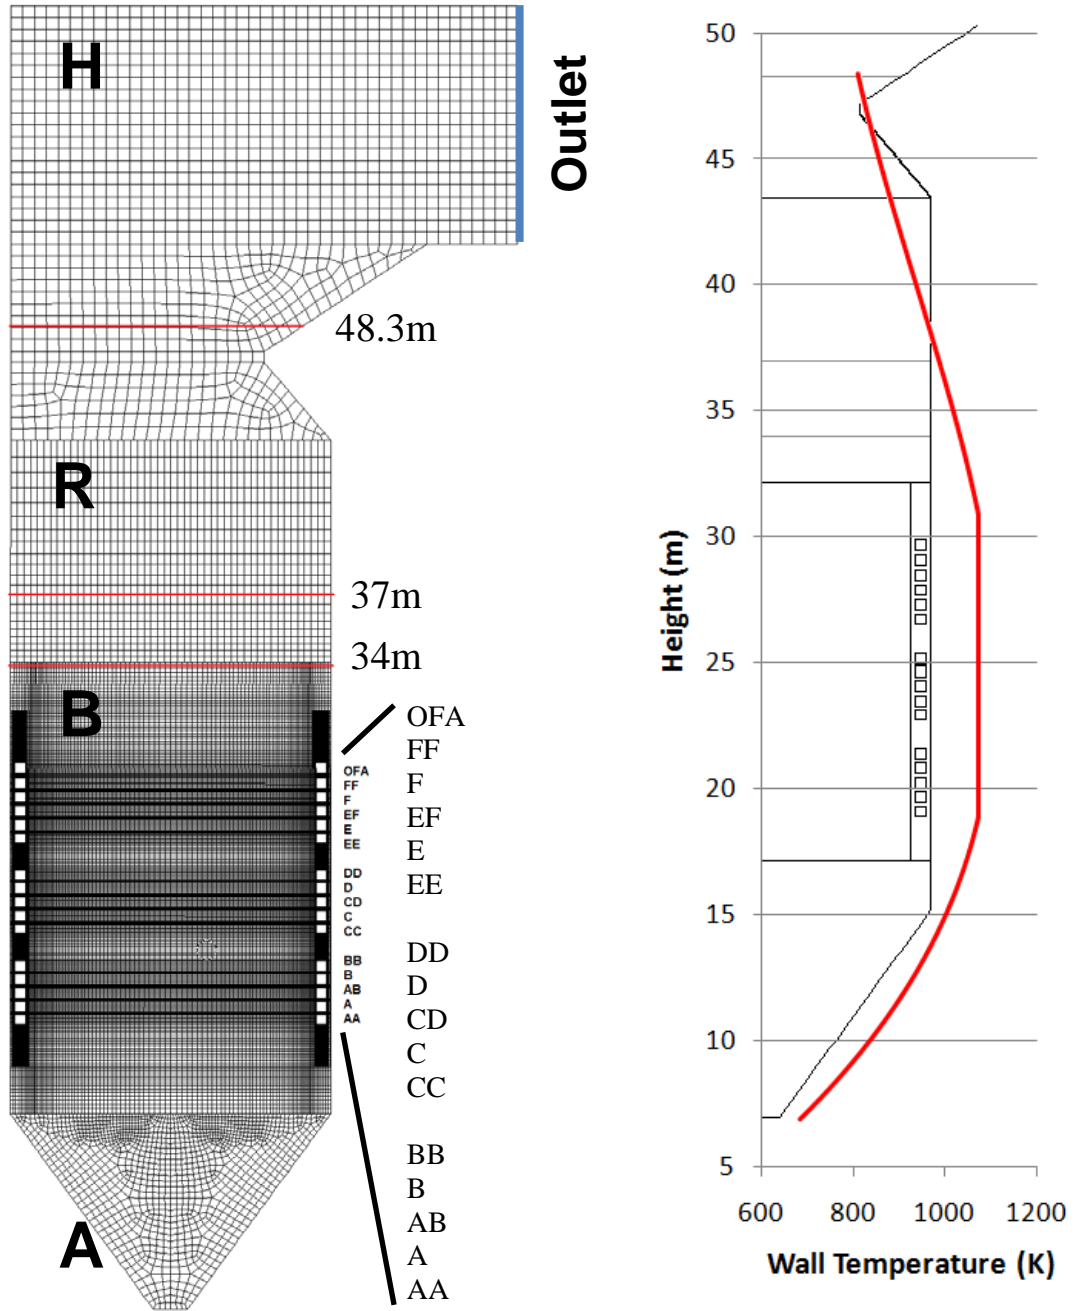 H
Outlet
48.3m
R
37m
34m
B
OFA
FF
F
EF
E
EE
DD
D
CD
C
CC
BB
B
AB
A
AA
OFA
FF
F
EF
E
EE
DD
D
CD
C
CC
BB
B
AB
A
AA
A
50
45
40
35
30
25
20
15
10
5
Height (m)
600 800 1000 1200
Wall Temperature (K)